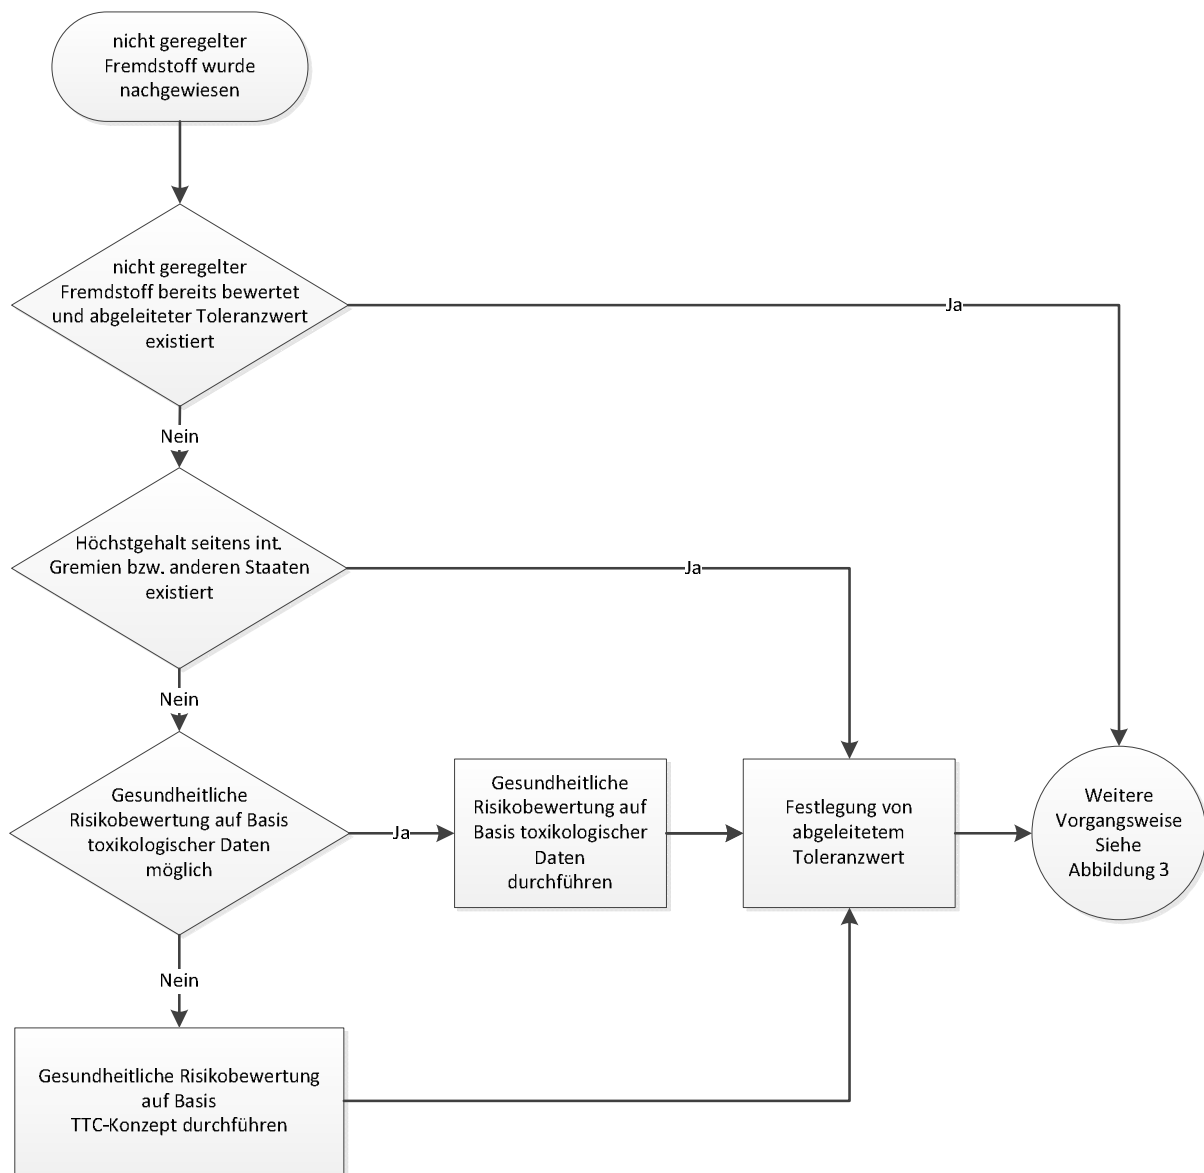 nicht geregelter
Fremdstoff wurde
nachgewiesen
nicht geregelter
Fremdstoff bereits bewertet
und abgeleiteter Toleranzwert
existiert
Ja
Nein
Höchstgehalt seitens int.
Gremien bzw. anderen Staaten
existiert
Ja
Nein
Gesundheitliche
Risikobewertung auf Basis
toxikologischer Daten
möglich
Ja
Gesundheitliche
Risikobewertung auf
Basis toxikologischer
Daten
durchführen
Festlegung von
abgeleitetem
Toleranzwert
Weitere
Vorgangsweise
Siehe
Abbildung 3
Nein
Gesundheitliche Risikobewertung
auf Basis
TTC-Konzept durchführen